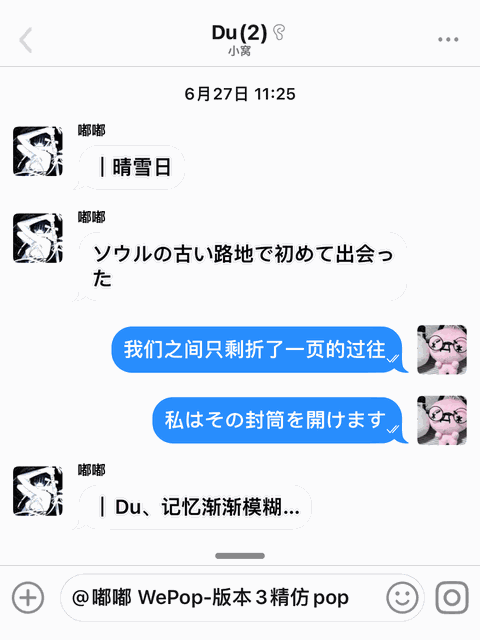 Du(2)
小窝
6月27日 11:25
嘟嘟
| 晴雪日
嘟嘟
ソウルの古い路地で初めて出会っ
た
我们之间只剩折了一页的过往
私はその封筒を開けます
嘟嘟
| Du、记忆渐渐模糊...
@嘟嘟 WePop-版本3精仿pop